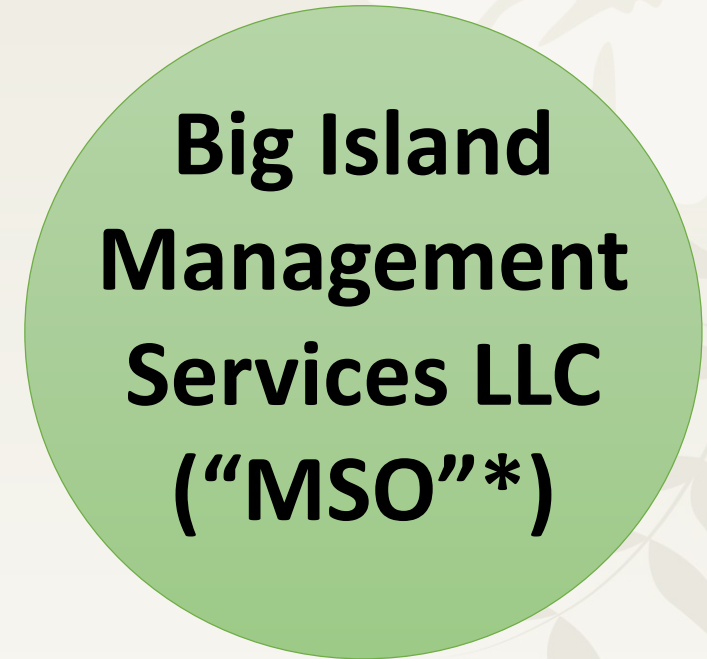 Big Island
Management
Services LLC
(“MSO”*)